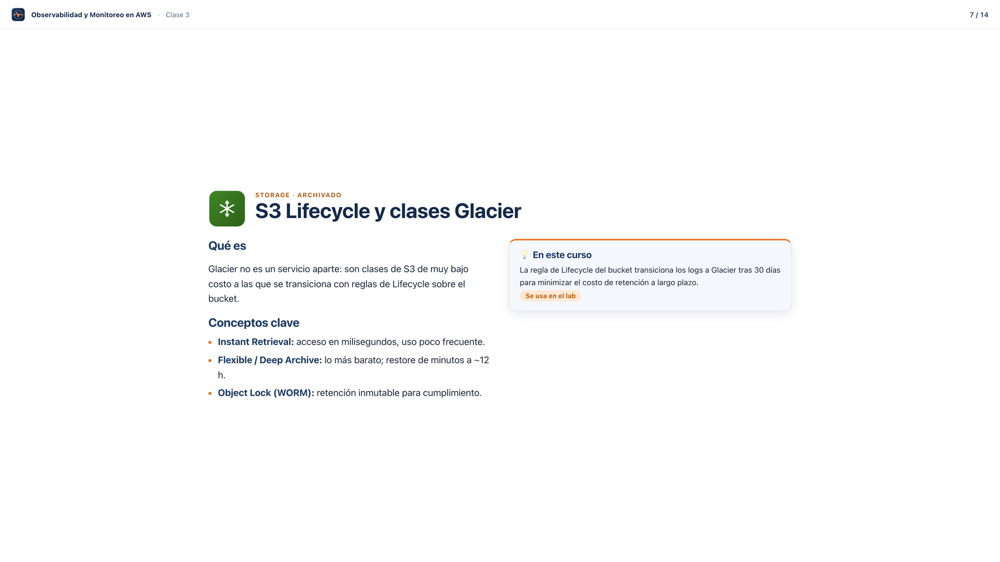 Observabilidad y Monitoreo en AWS · Clase 3
7 / 14
STORAGE · ARCHIVADO
S3 Lifecycle y clases Glacier
Qué es
Glacier no es un servicio aparte: son clases de S3 de muy bajo
costo a las que se transiciona con reglas de Lifecycle sobre el
bucket.
Conceptos clave
• Instant Retrieval: acceso en milisegundos, uso poco frecuente.
• Flexible / Deep Archive: lo más barato; restore de minutos a ~12
h.
• Object Lock (WORM): retención inmutable para cumplimiento.
💡 En este curso
La regla de Lifecycle del bucket transiciona los logs a Glacier tras 30 días
para minimizar el costo de retención a largo plazo.
Se usa en el lab